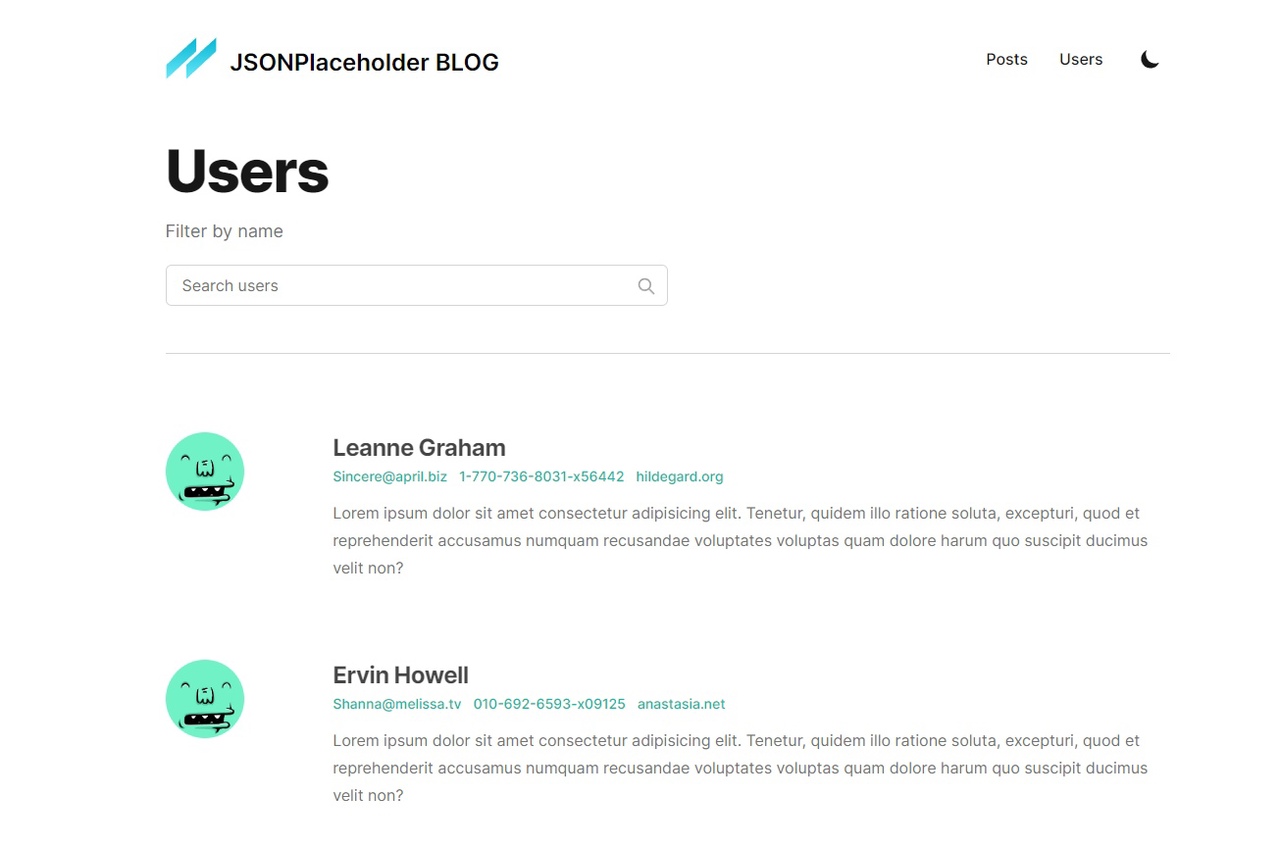 JSONPlaceholder BLOG
Posts Users
Users
Filter by name
Search users
Leanne Graham
Sincere@april.biz 1-770-736-8031-x56442 hildegard.org
Lorem ipsum dolor sit amet consectetur adipisicing elit. Tenetur, quidem illo ratione soluta, excepturi, quod et
reprehenderit accusamus numquam recusandae voluptates voluptas quam dolore harum quo suscipit ducimus
velit non?
Ervin Howell
Shanna@melissa.tv 010-692-6593-x09125 anastasia.net
Lorem ipsum dolor sit amet consectetur adipisicing elit. Tenetur, quidem illo ratione soluta, excepturi, quod et
reprehenderit accusamus numquam recusandae voluptates voluptas quam dolore harum quo suscipit ducimus
velit non?